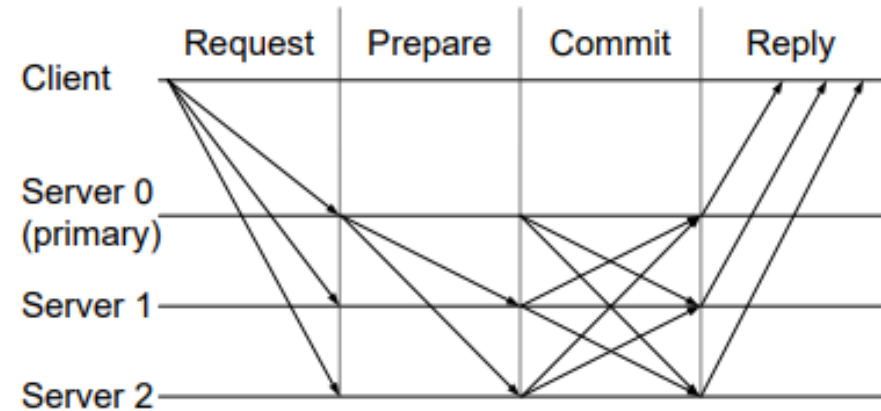 Request Prepare Commit Reply
Client
Server 0
(primary)
Server 1
Server 2